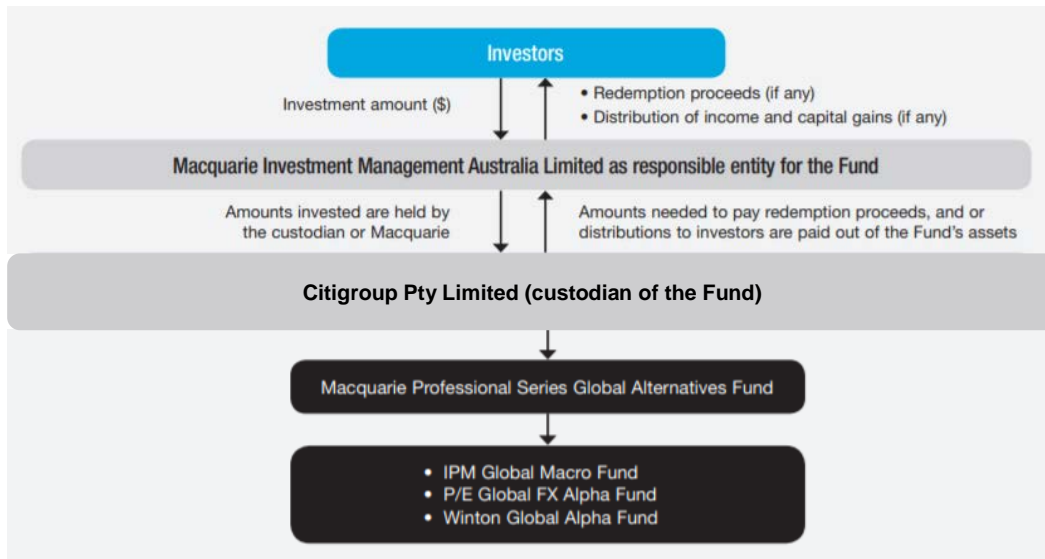 Investors
Investment amount ($)
• Redemption proceeds (if any)
• Distribution of income and capital gains (if any)
Macquarie Investment Management Australia Limited as responsible entity for the Fund
Amounts invested are held by
the custodian or Macquarie
Amounts needed to pay redemption proceeds, and or
distributions to investors are paid out of the Fund's assets
Citigroup Pty Limited (custodian of the Fund)
Macquarie Professional Series Global Alternatives Fund
• IPM Global Macro Fund
• P/E Global FX Alpha Fund
• Winton Global Alpha Fund